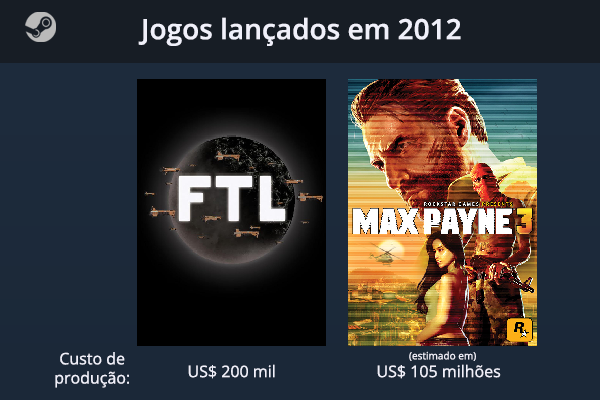 Jogos lançados em 2012
FTL
ROCKSTAR GAMES PRESENTS
MAX PAYNE 3
R
Custo de
produção:
US$ 200 mil
(estimado em)
US$ 105 milhões